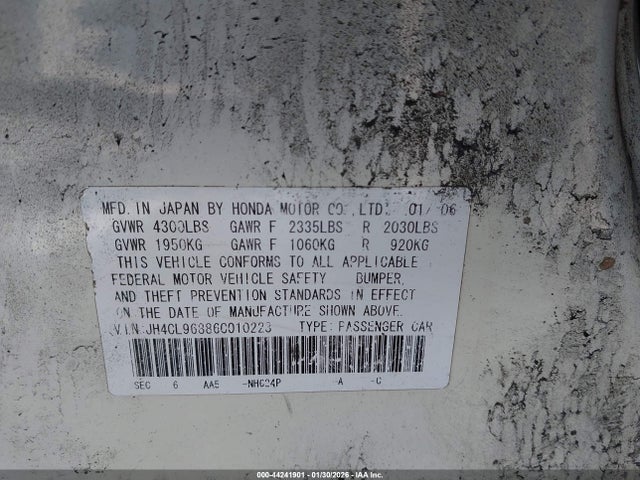 MFD. IN JAPAN BY HONDA MOTOR CO., LTD. 01/ 06
GVWR 4300LBS GAWR F 2335LBS R 2030LBS
GVWR 1950KG GAWR F 1060KG R 920KG
THIS VEHICLE CONFORMS TO ALL APPLICABLE
FEDERAL MOTOR VEHICLE SAFETY BUMPER,
AND THEFT PREVENTION STANDARDS IN EFFECT
ON THE DATE OF MANUFACTURE SHOWN ABOVE.
V.I.N: JH4CL96886C010223 TYPE: PASSENGER CAR
SEC 6 AA5 -NH624P -A -C
000-44241901 - 01/30/2026 - IAA Inc.